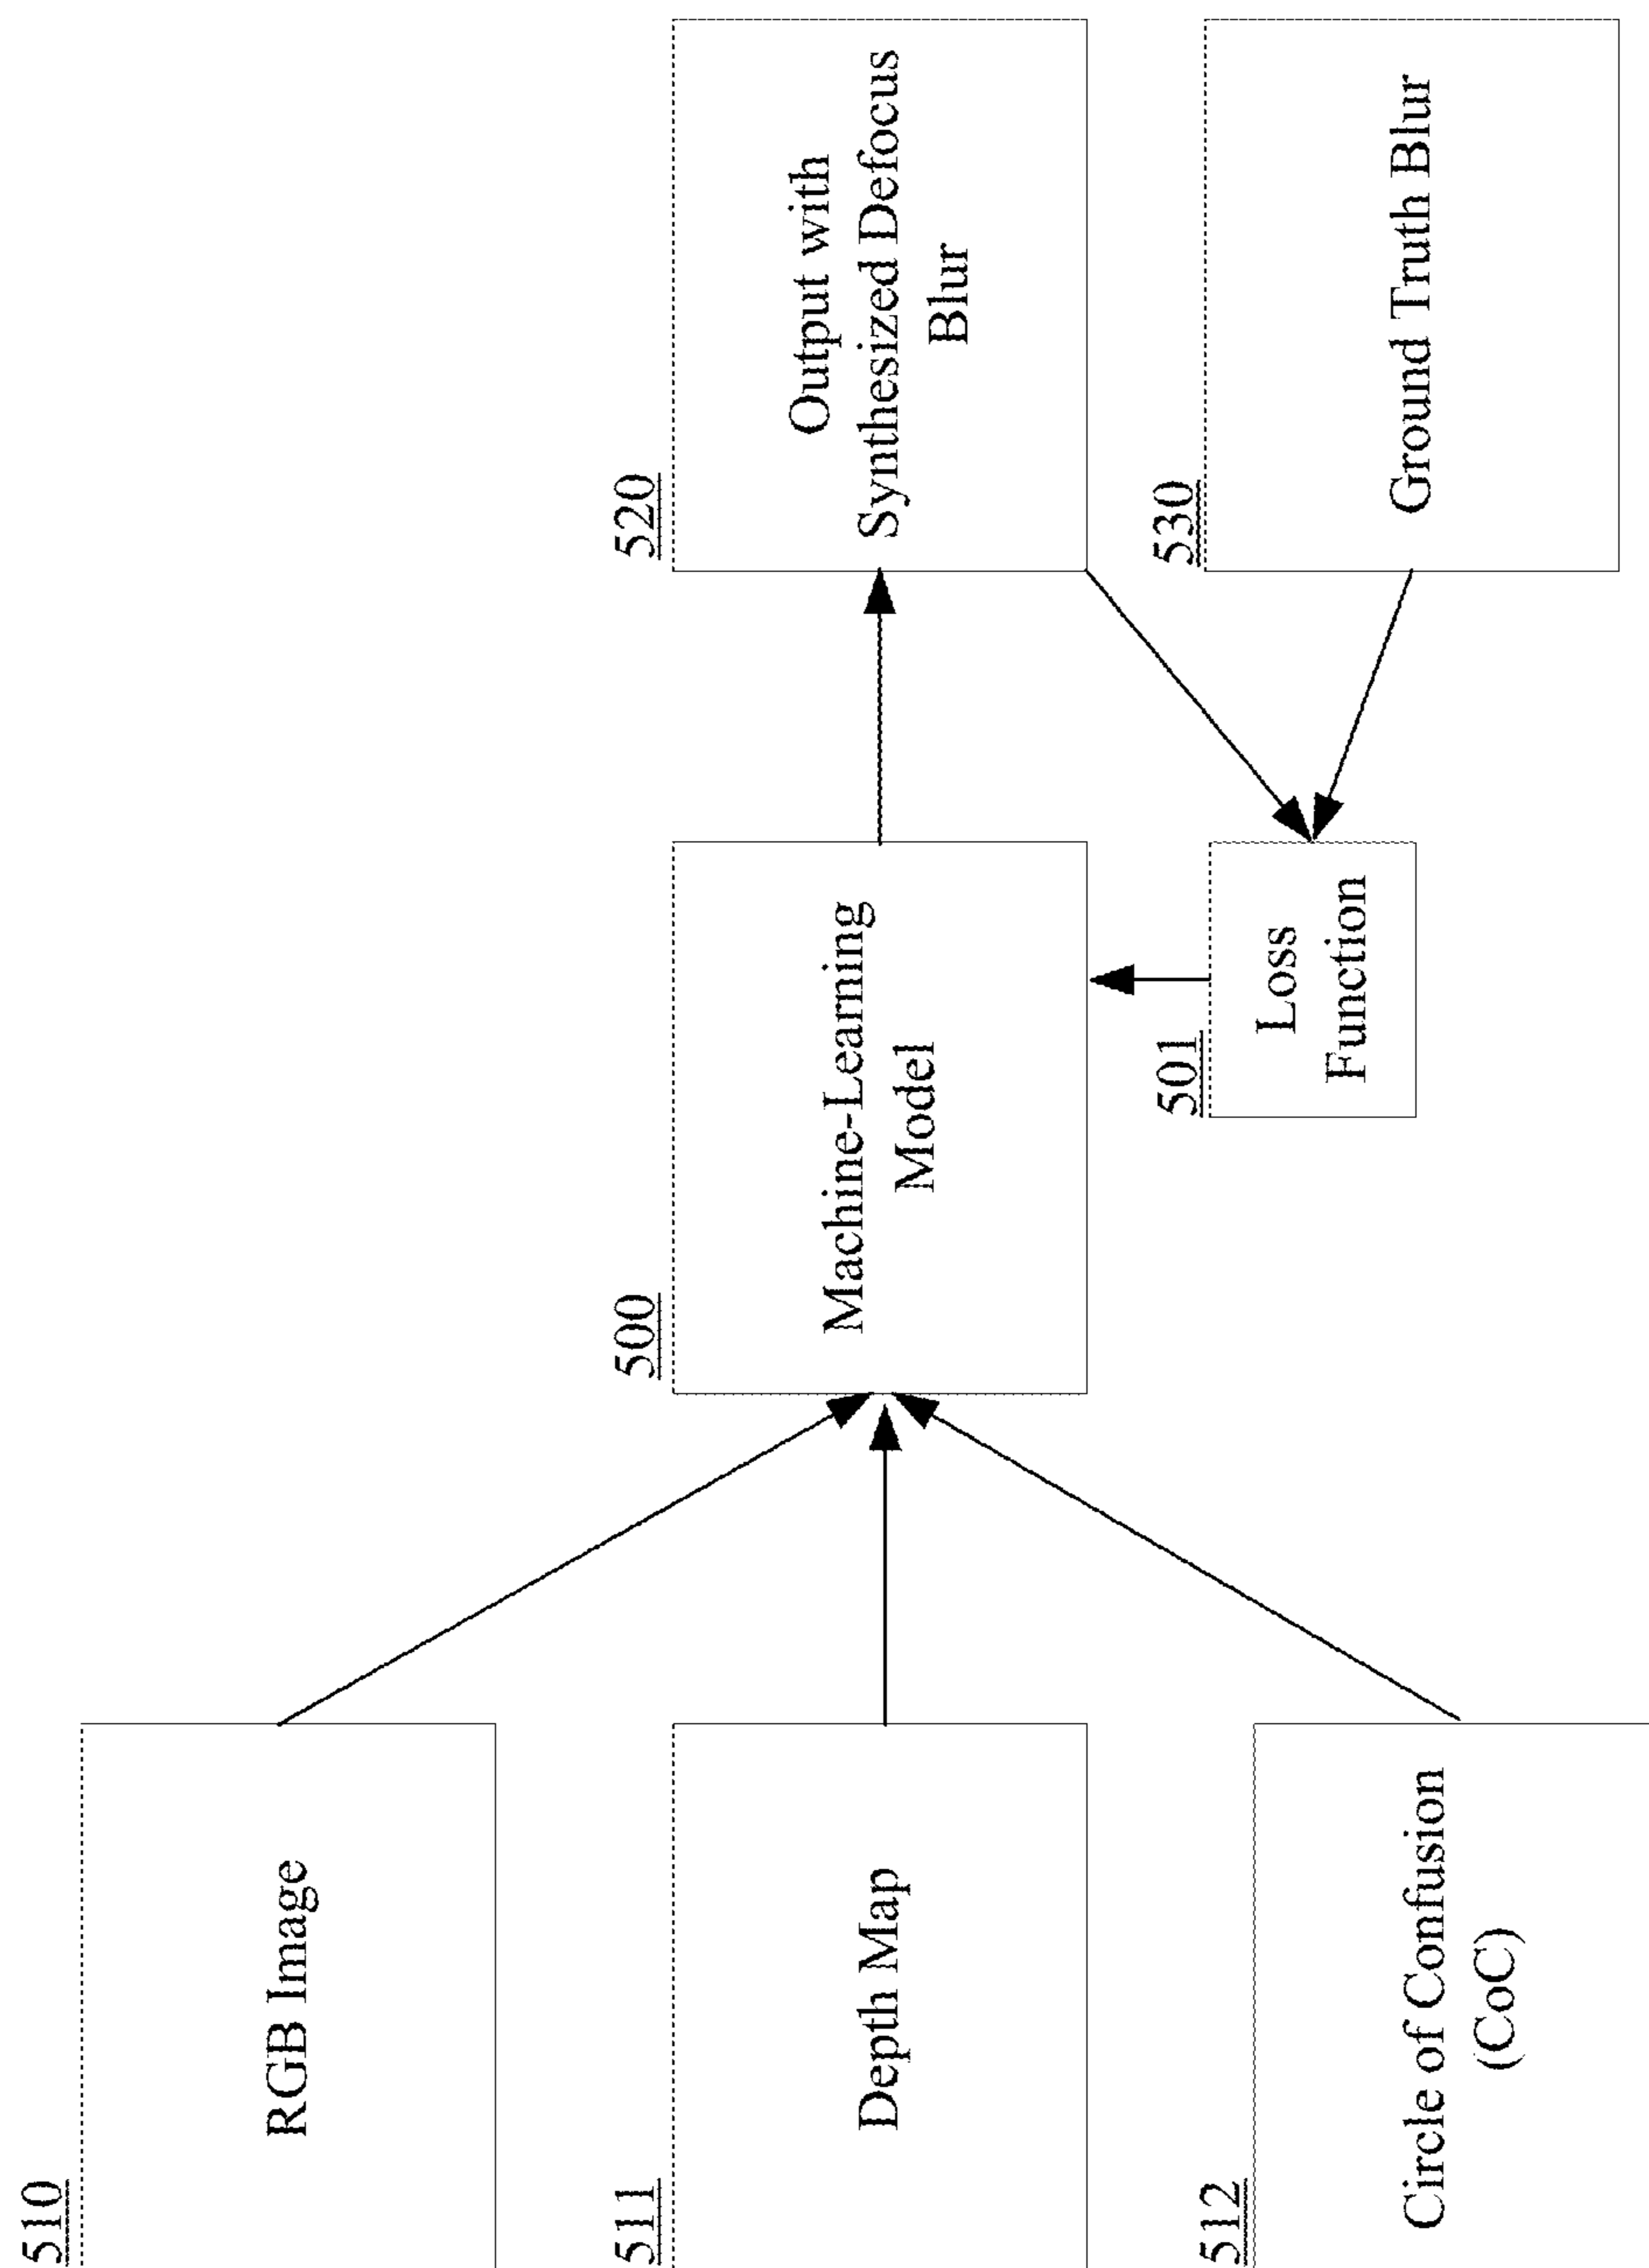 510
RGB Image
511
Depth Map
512
Circle of Confusion
(CoC)
500
Machine-Learning
Model
501
Loss
Function
520
Output with
Synthesized Defocus
Blur
530
Ground Truth Blur